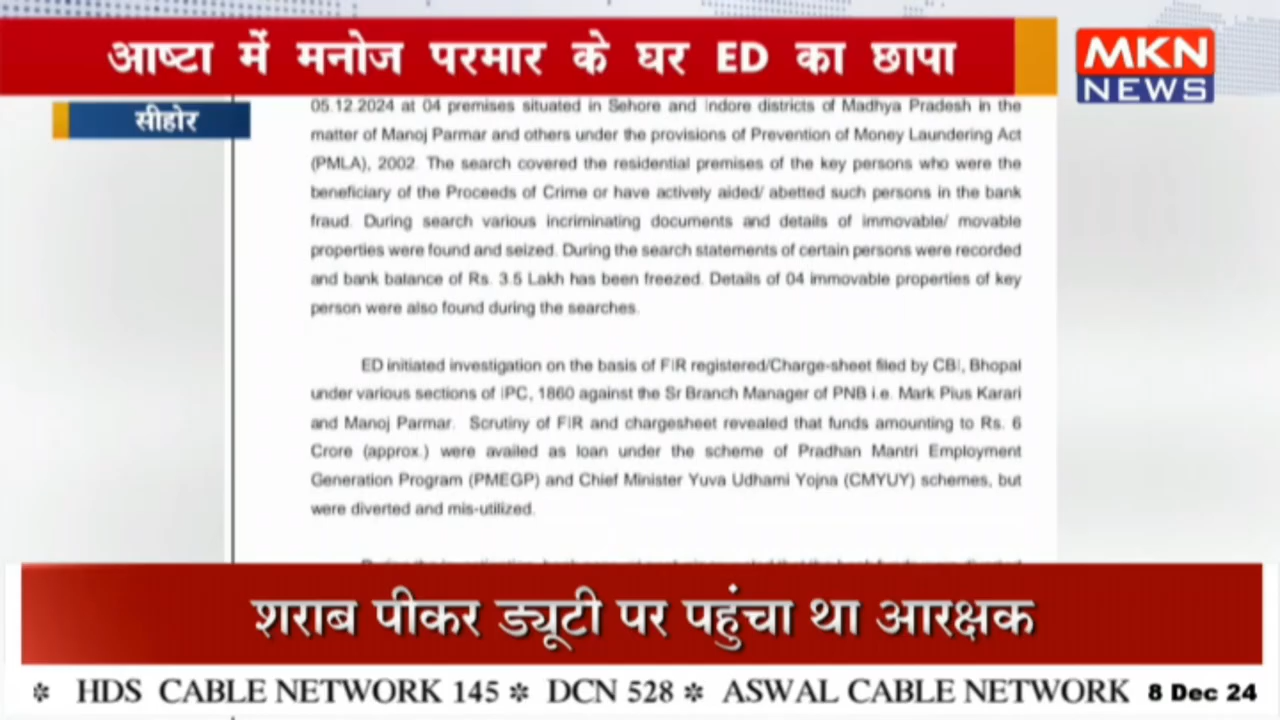 आष्टा में मनोज परमार के घर ED का छापा
MKN
NEWS
सीहोर
05.12.2024 at 04 premises situated in Sehore and Indore districts of Madhya Pradesh in the
matter of Manoj Parmar and others under the provisions of Prevention of Money Laundering Act
(PMLA), 2002. The search covered the residential premises of the key persons who were the
beneficiary of the Proceeds of Crime or have actively aided/ abetted such persons in the bank
fraud. During search various incriminating documents and details of immovable/ movable
properties were found and seized. During the search statements of certain persons were recorded
and bank balance of Rs. 3.5 Lakh has been freezed. Details of 04 immovable properties of key
person were also found during the searches.
ED initiated investigation on the basis of FIR registered/Charge-sheet filed by CBI, Bhopal
under various sections of IPC, 1860 against the Sr Branch Manager of PNB i.e. Mark Pius Karari
and Manoj Parmar. Scrutiny of FIR and chargesheet revealed that funds amounting to Rs. 6
Crore (approx.) were availed as loan under the scheme of Pradhan Mantri Employment
Generation Program (PMEGP) and Chief Minister Yuva Udhami Yojna (CMYUY) schemes, but
were diverted and mis-utilized.
शराब पीकर ड्यूटी पर पहुंचा था आरक्षक
❇ HDS CABLE NETWORK 145 ❇ DCN 528 ❇ ASWAL CABLE NETWORK 8 Dec 24